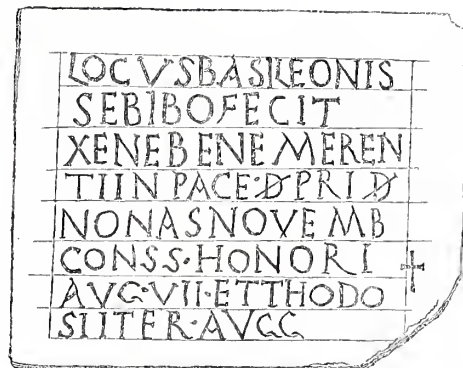 LOCVSBASILEONIS
SEBIBOFECIT
XENEBENEMEREN
TIINPACE·D̵PRID̵
NONASNOVEMB
CONSS·HONORI
AVG·VII·ETTHODO
SIITER·AVGG